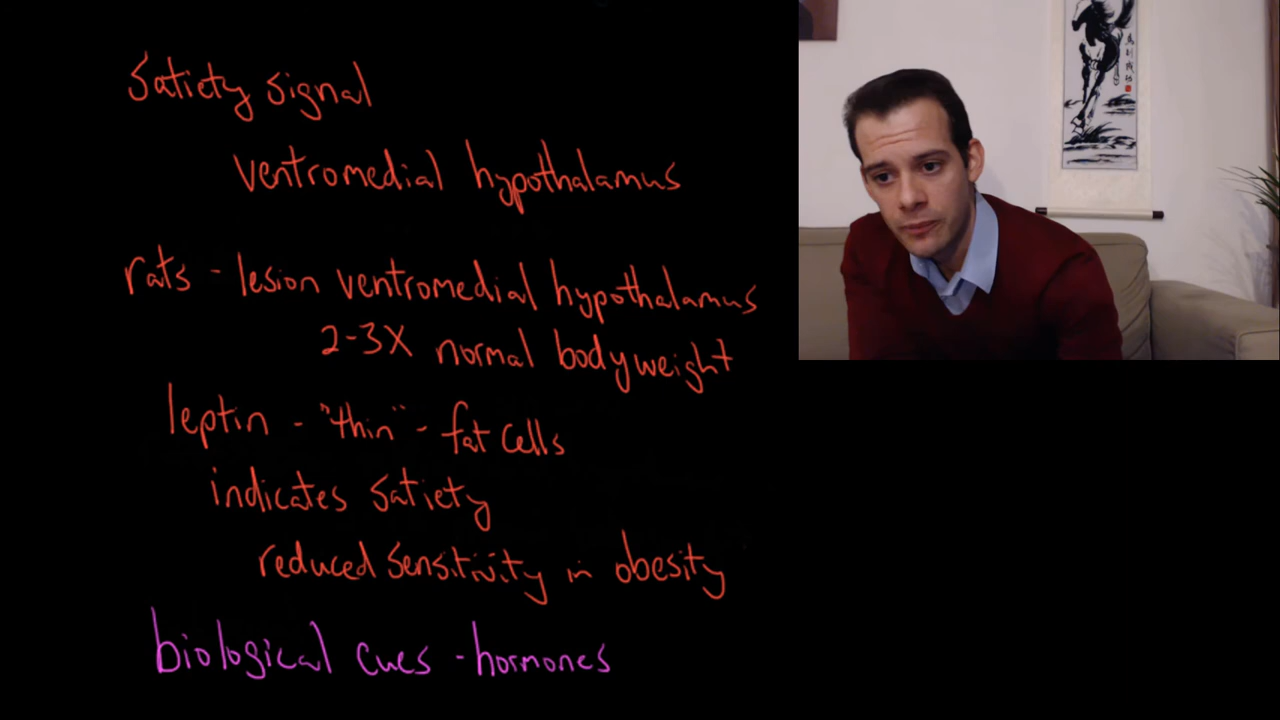 Satiety signal
ventromedial hypothalamus
rats - lesion ventromedial hypothalamus
2-3X normal bodyweight
leptin - "thin" - fat cells
indicates satiety
reduced sensitivity in obesity
biological cues - hormones